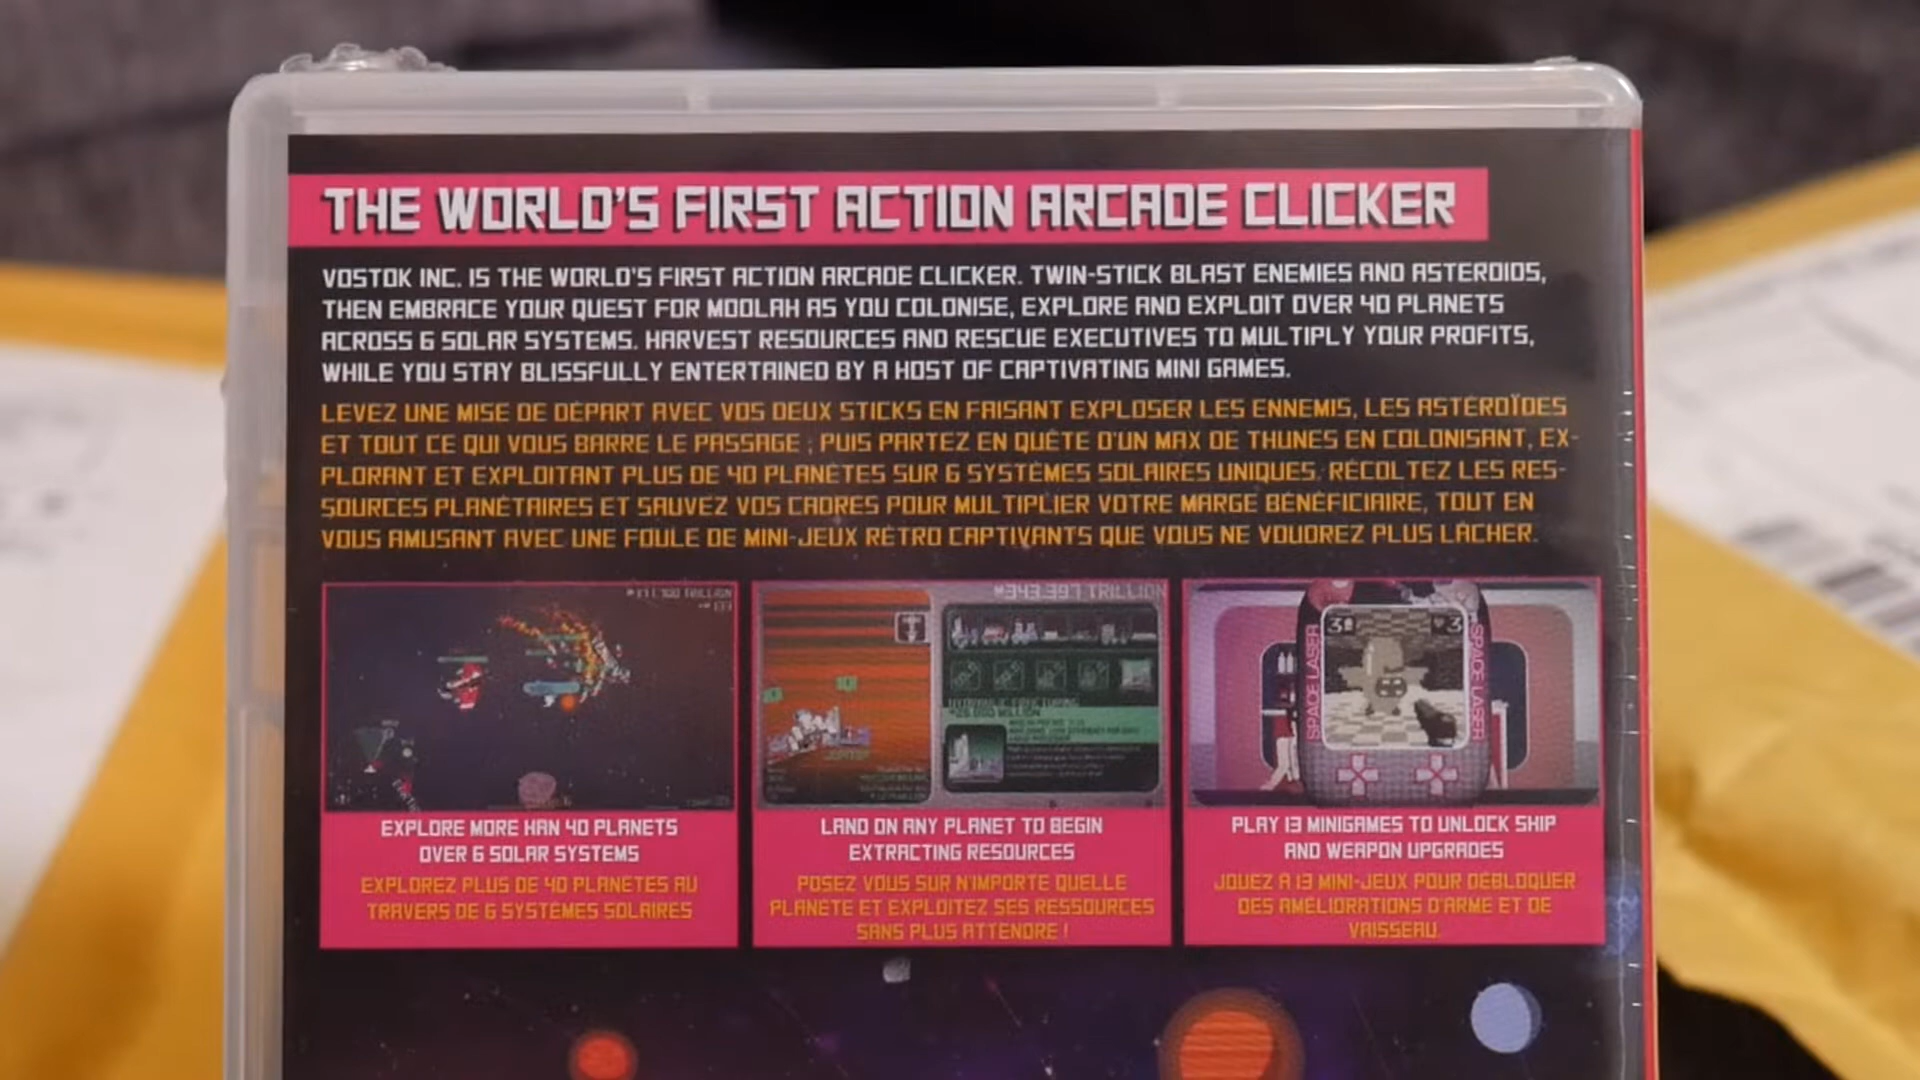 THE WORLD'S FIRST ACTION ARCADE CLICKER
VOSTOK INC. IS THE WORLD'S FIRST ACTION ARCADE CLICKER. TWIN-STICK BLAST ENEMIES AND ASTEROIDS,
THEN EMBRACE YOUR QUEST FOR MOOLAH AS YOU COLONISE, EXPLORE AND EXPLOIT OVER 40 PLANETS
ACROSS 6 SOLAR SYSTEMS. HARVEST RESOURCES AND RESCUE EXECUTIVES TO MULTIPLY YOUR PROFITS,
WHILE YOU STAY BLISSFULLY ENTERTAINED BY A HOST OF CAPTIVATING MINI GAMES.
LEVEZ UNE MISE DE DÉPART AVEC VOS DEUX STICKS EN FAISANT EXPLOSER LES ENNEMIS, LES ASTÉROÏDES
ET TOUT CE QUI VOUS BARRE LE PASSAGE ; PUIS PARTEZ EN QUÊTE D'UN MAX DE THUNES EN COLONISANT, EX-
PLORANT ET EXPLOITANT PLUS DE 40 PLANÈTES SUR 6 SYSTÈMES SOLAIRES UNIQUES. RÉCOLTEZ LES RES-
SOURCES PLANÉTAIRES ET SAUVEZ VOS CADRES POUR MULTIPLIER VOTRE MARGE BÉNÉFICIAIRE, TOUT EN
VOUS AMUSANT AVEC UNE FOULE DE MINI-JEUX RÉTRO CAPTIVANTS QUE VOUS NE VOUDREZ PLUS LÂCHER.
TRILLION
343.397 TRILLION
3 3
SPACE LASER
SPACE LASER
EXPLORE MORE HAN 40 PLANETS
OVER 6 SOLAR SYSTEMS
EXPLOREZ PLUS DE 40 PLANÈTES AU
TRAVERS DE 6 SYSTÈMES SOLAIRES
LAND ON ANY PLANET TO BEGIN
EXTRACTING RESOURCES
POSEZ VOUS SUR N'IMPORTE QUELLE
PLANÈTE ET EXPLOITEZ SES RESSOURCES
SANS PLUS ATTENDRE !
PLAY 13 MINIGAMES TO UNLOCK SHIP
AND WEAPON UPGRADES
JOUEZ À 13 MINI-JEUX POUR DÉBLOQUER
DES AMÉLIORATIONS D'ARME ET DE
VAISSEAU.